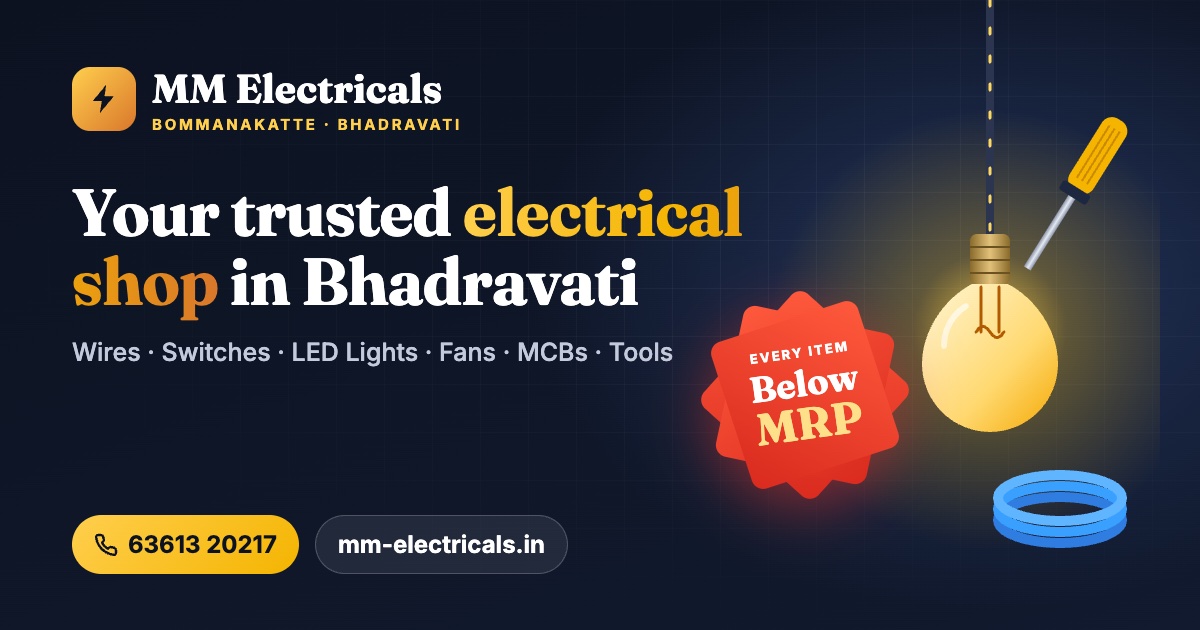 MM Electricals
BOMMANAKATTE · BHADRAVATI
Your trusted electrical
shop in Bhadravati
Wires · Switches · LED Lights · Fans · MCBs · Tools
EVERY ITEM
Below
MRP
63613 20217
mm-electricals.in